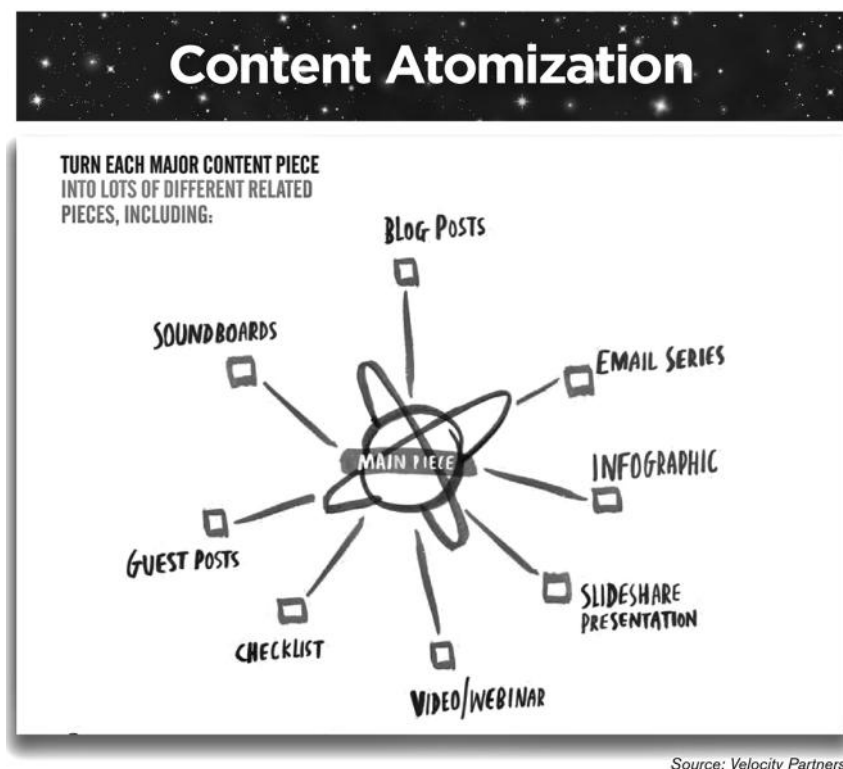 Content Atomization
TURN EACH MAJOR CONTENT PIECE
INTO LOTS OF DIFFERENT RELATED
PIECES, INCLUDING:
BLOG POSTS
SOUNDBOARDS
EMAIL SERIES
MAIN PIECE
INFOGRAPHIC
GUEST POSTS
SLIDESHARE
PRESENTATION
CHECKLIST
VIDEO/WEBINAR
Source: Velocity Partners